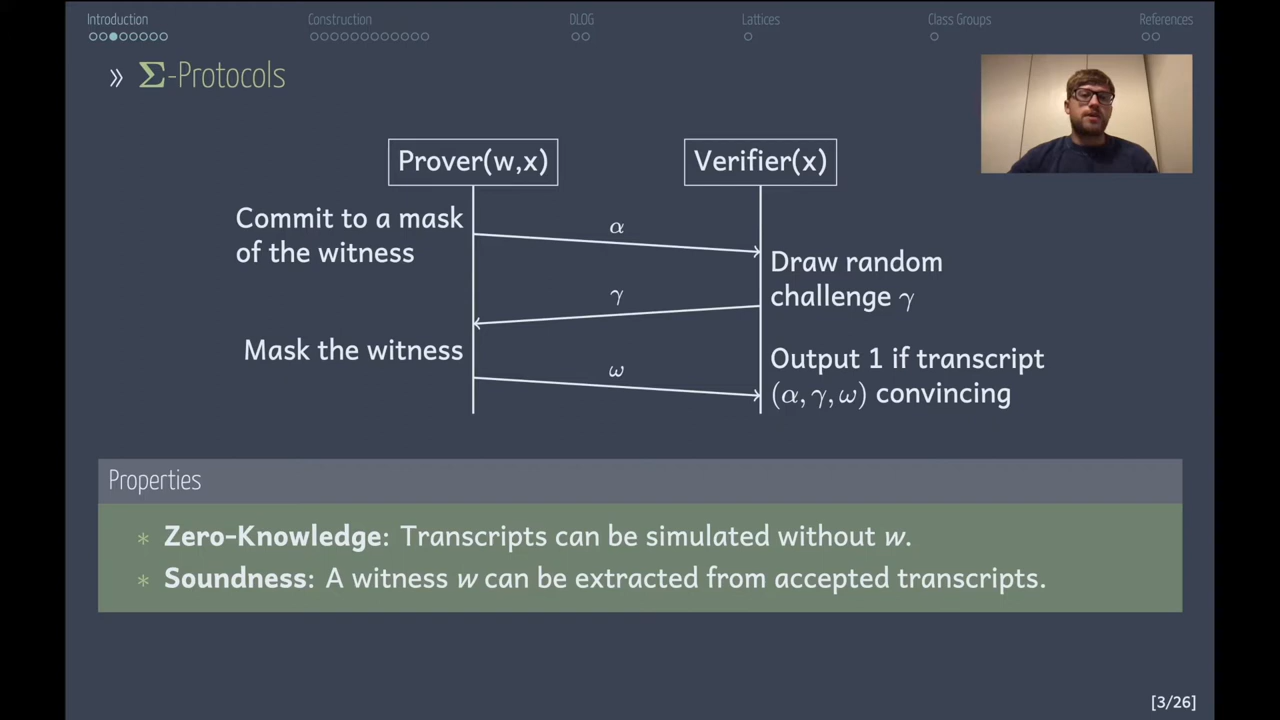 Introduction
Construction
DLOG
Lattices
Class Groups
References
» Σ-Protocols
Prover(w,x)
Verifier(x)
Commit to a mask
of the witness
α
Draw random
challenge γ
γ
Mask the witness
ω
Output 1 if transcript
(α, γ, ω) convincing
Properties
* Zero-Knowledge: Transcripts can be simulated without w.
* Soundness: A witness w can be extracted from accepted transcripts.
[3/26]